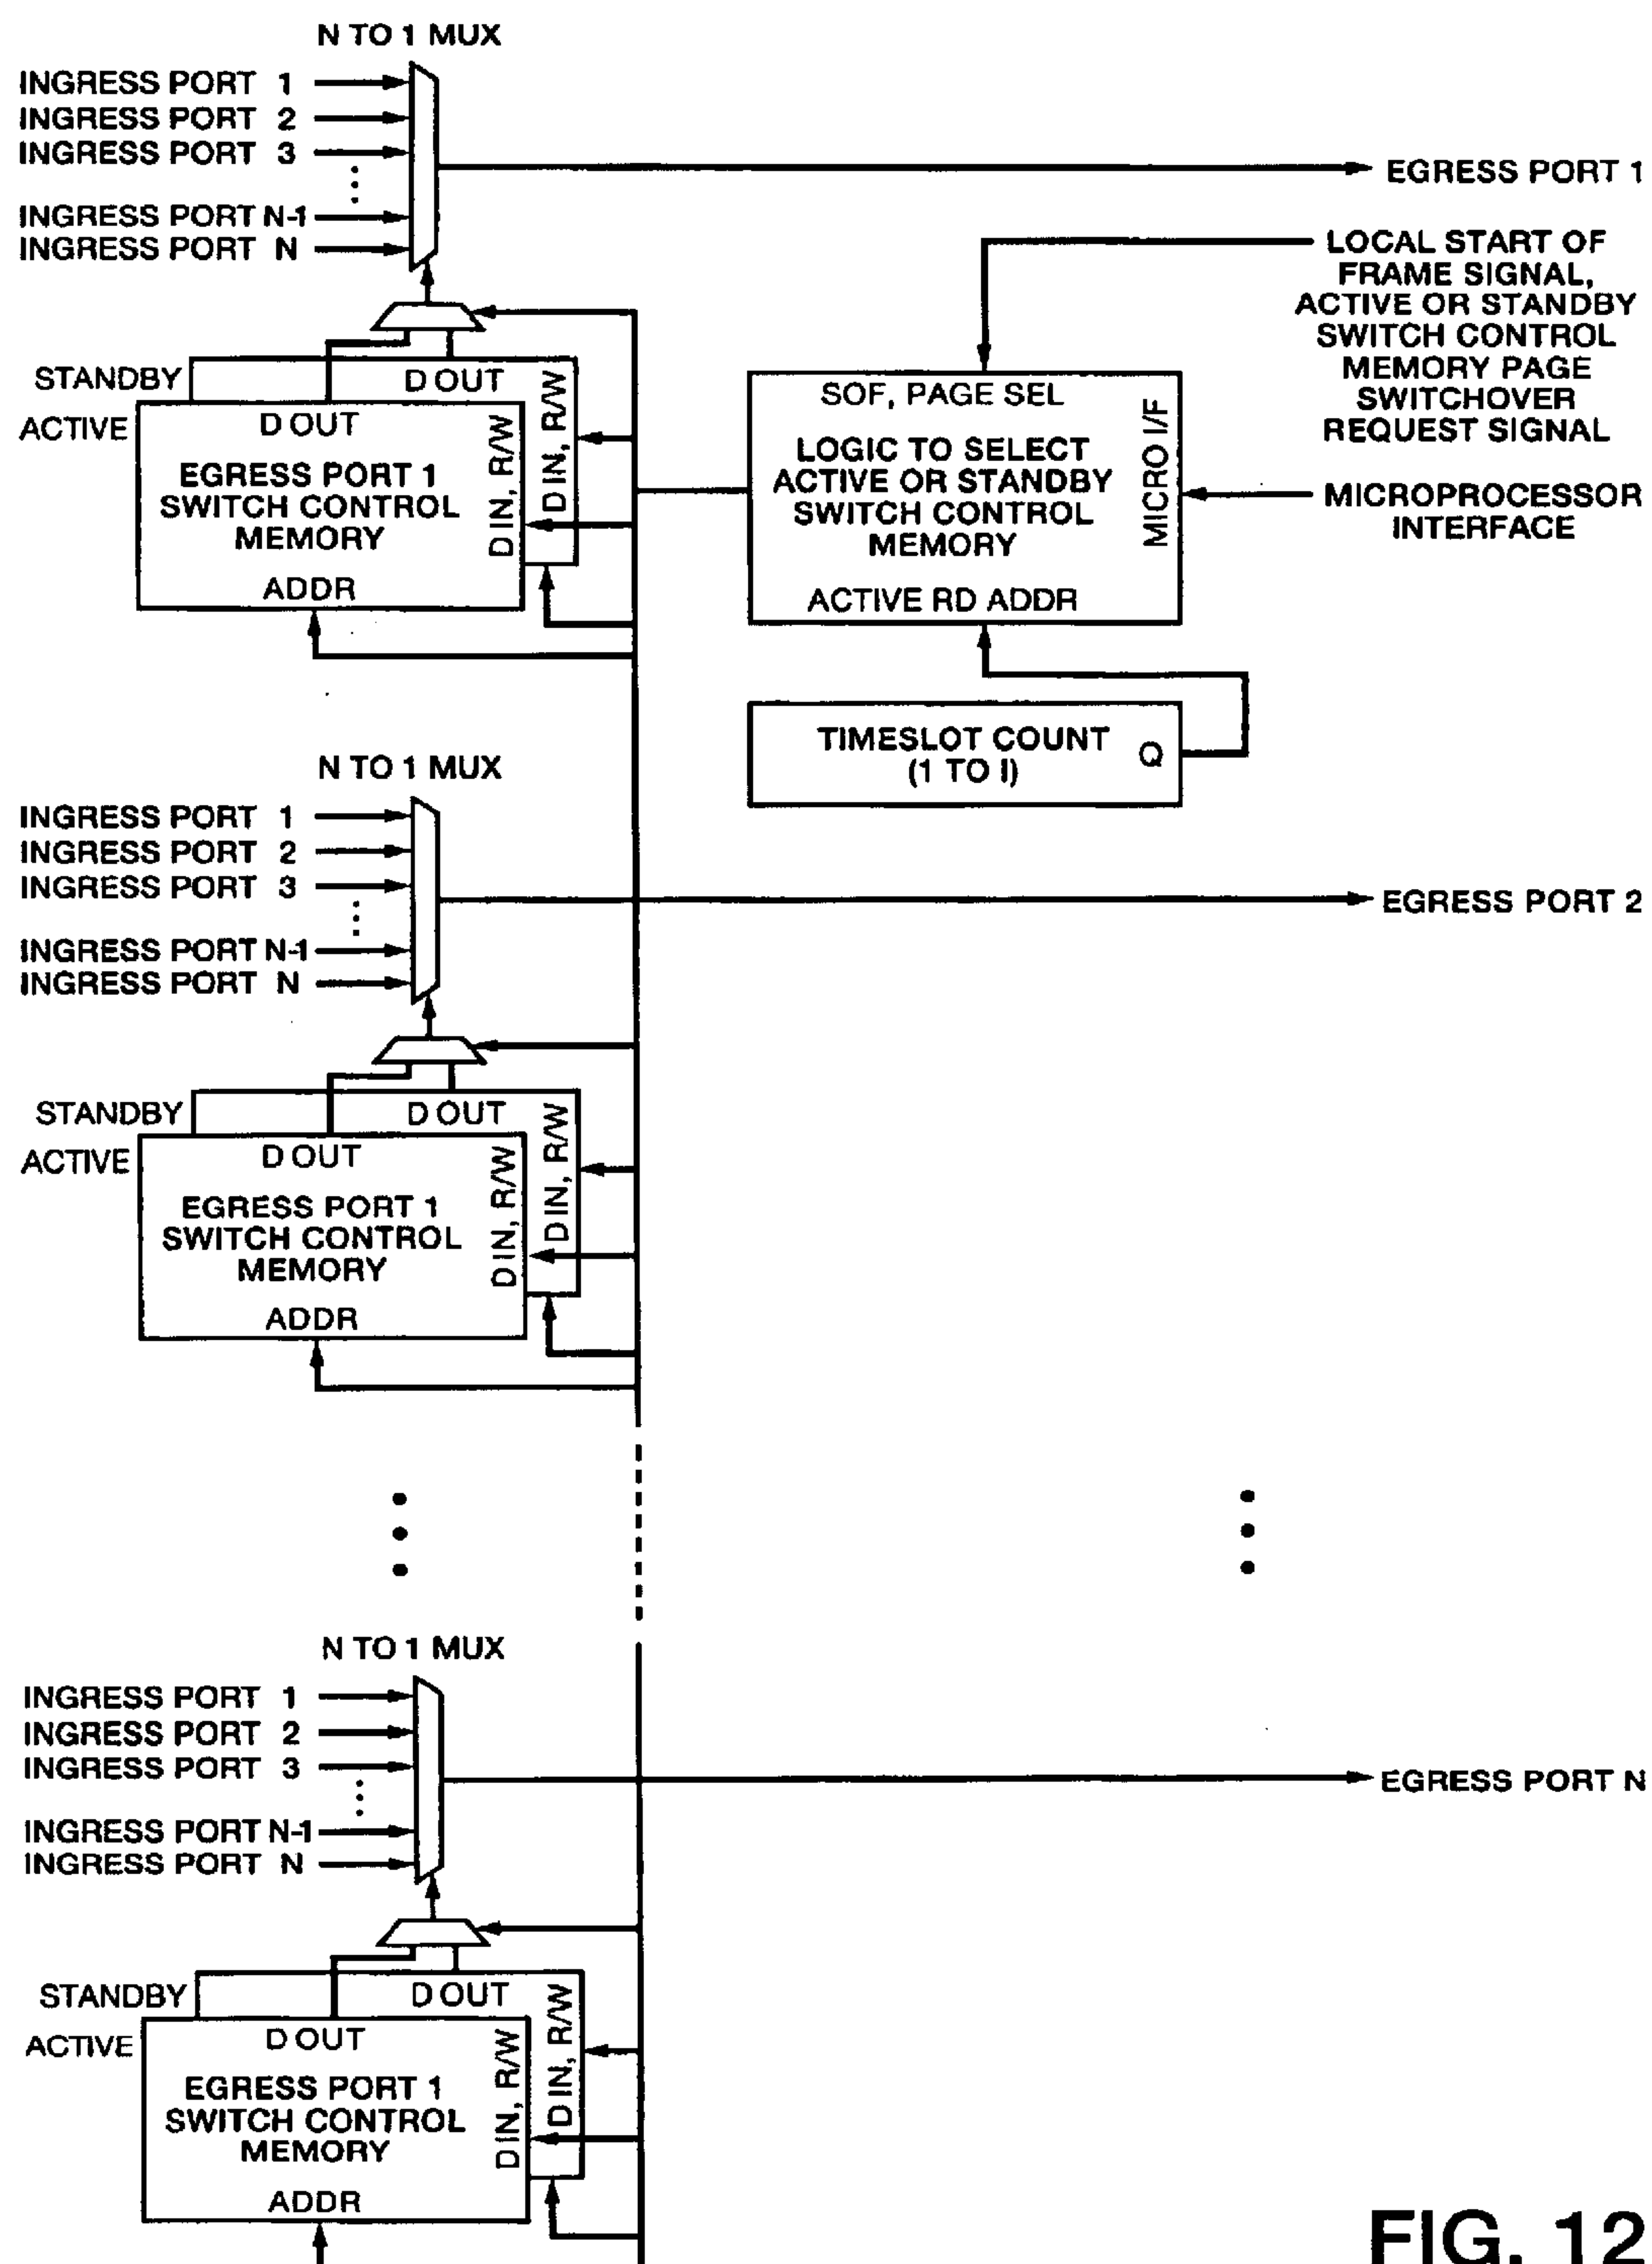 N TO 1 MUX
INGRESS PORT 1
INGRESS PORT 2
INGRESS PORT 3
INGRESS PORT N-1
INGRESS PORT N
EGRESS PORT 1
LOCAL START OF
FRAME SIGNAL,
ACTIVE OR STANDBY
SWITCH CONTROL
MEMORY PAGE
SWITCHOVER
REQUEST SIGNAL
STANDBY
ACTIVE
D OUT
D IN, R/W
D OUT
EGRESS PORT 1
SWITCH CONTROL
MEMORY
ADDR
D IN, R/W
SOF, PAGE SEL
LOGIC TO SELECT
ACTIVE OR STANDBY
SWITCH CONTROL
MEMORY
ACTIVE RD ADDR
MICRO I/F
MICROPROCESSOR
INTERFACE
TIMESLOT COUNT
(1 TO I)
Q
N TO 1 MUX
INGRESS PORT 1
INGRESS PORT 2
INGRESS PORT 3
INGRESS PORT N-1
INGRESS PORT N
EGRESS PORT 2
STANDBY
ACTIVE
D OUT
D IN, R/W
D OUT
EGRESS PORT 1
SWITCH CONTROL
MEMORY
ADDR
D IN, R/W
N TO 1 MUX
INGRESS PORT 1
INGRESS PORT 2
INGRESS PORT 3
INGRESS PORT N-1
INGRESS PORT N
EGRESS PORT N
STANDBY
ACTIVE
D OUT
D IN, R/W
D OUT
EGRESS PORT 1
SWITCH CONTROL
MEMORY
ADDR
D IN, R/W
FIG. 12